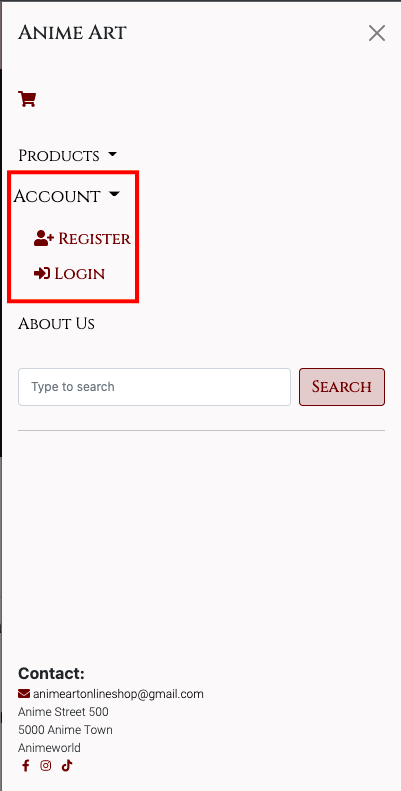 Anime Art
Products
Account
Register
Login
About Us
Type to search
Search
Contact:
animeartonlineshop@gmail.com
Anime Street 500
5000 Anime Town
Animeworld